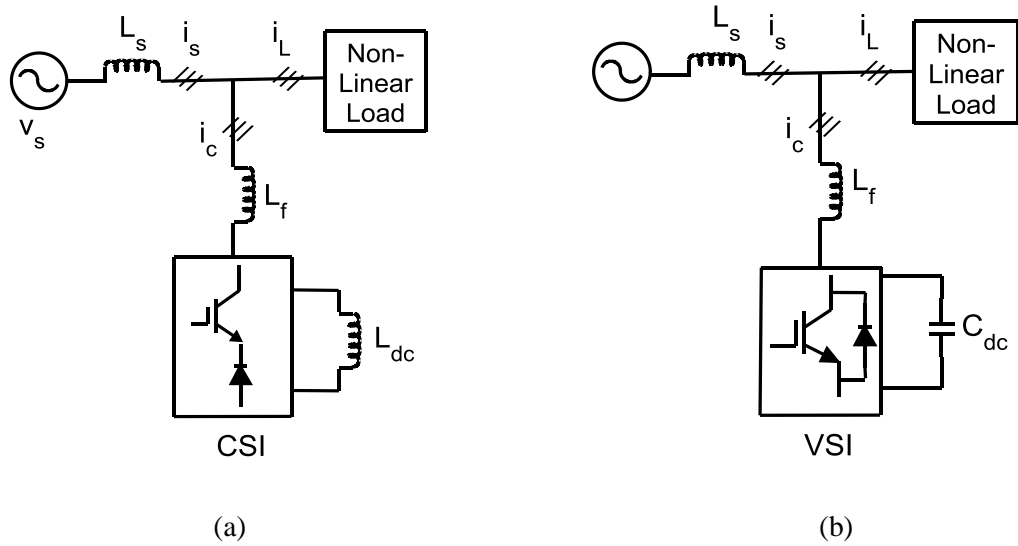 L_s i_s i_L
Non-
Linear
Load
v_s
i_c
L_f
L_dc
CSI
(a)
L_s i_s i_L
Non-
Linear
Load
i_c
L_f
C_dc
VSI
(b)